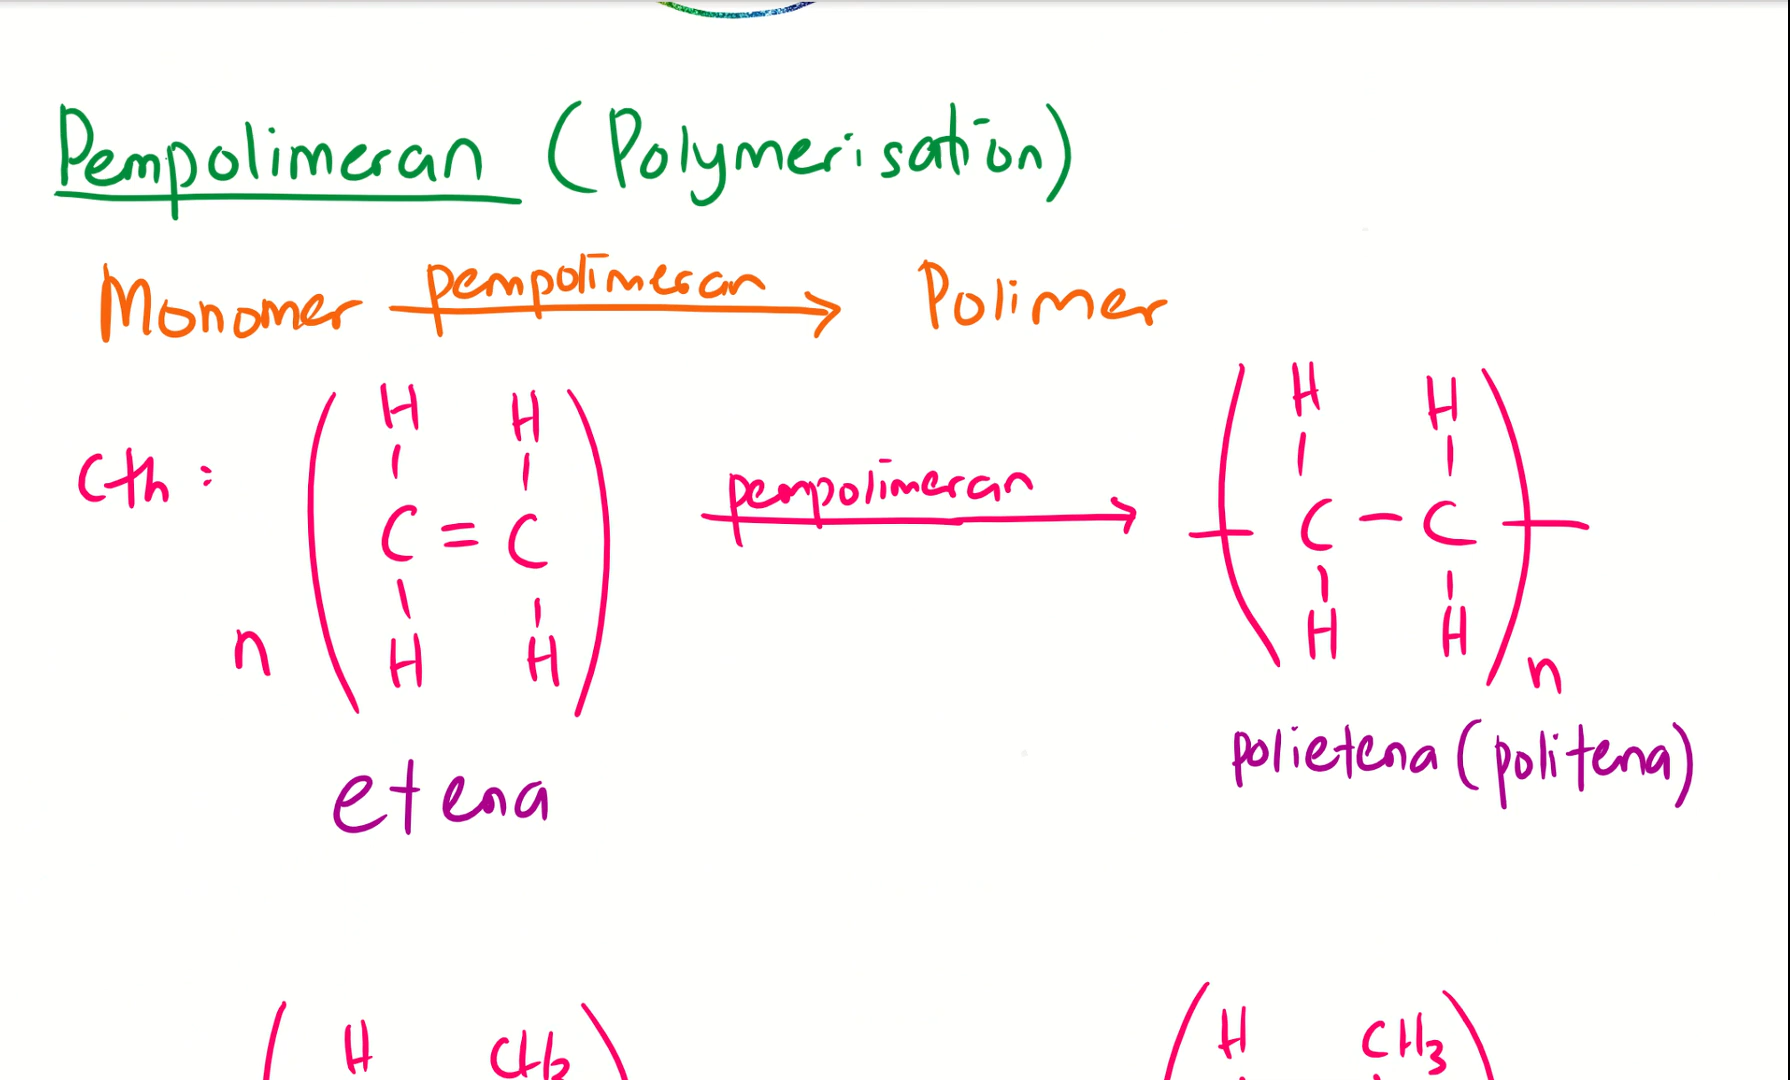 Pempolimeran (Polymerisation)
Monomer pempolimeran Polimer
H H H H
Cth : pempolimeran
C = C C - C
n H H H H n
etena polietena (politena)
H CH3 H CH3